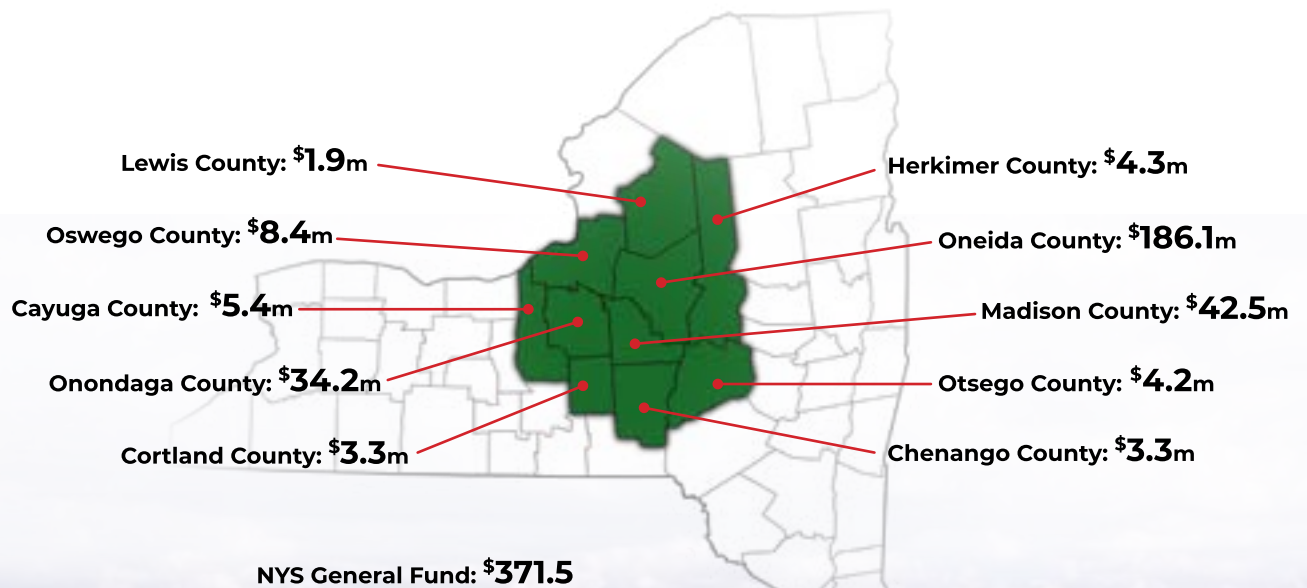 Lewis County: $1.9m
Oswego County: $8.4m
Cayuga County: $5.4m
Onondaga County: $34.2m
Cortland County: $3.3m
Herkimer County: $4.3m
Oneida County: $186.1m
Madison County: $42.5m
Otsego County: $4.2m
Chenango County: $3.3m
NYS General Fund: $371.5